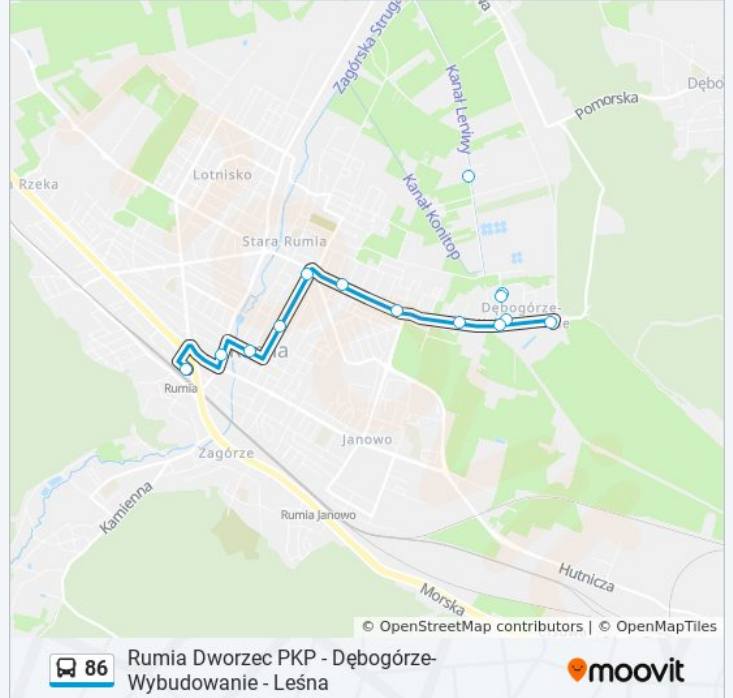 Zagórska Strug
Kanał Leniwy
Pomorska
Dębo
Lotnisko
a Rzeka
Kanał Konitop
Stara Rumia
Dębogórze-
Rumia
Janowo
Zagórze
Kamienna
Rumia Janowo
Hutnicza
Morska
© OpenStreetMap contributors | © OpenMapTiles
86
Rumia Dworzec PKP - Dębogórze-
Wybudowanie - Leśna
moovit